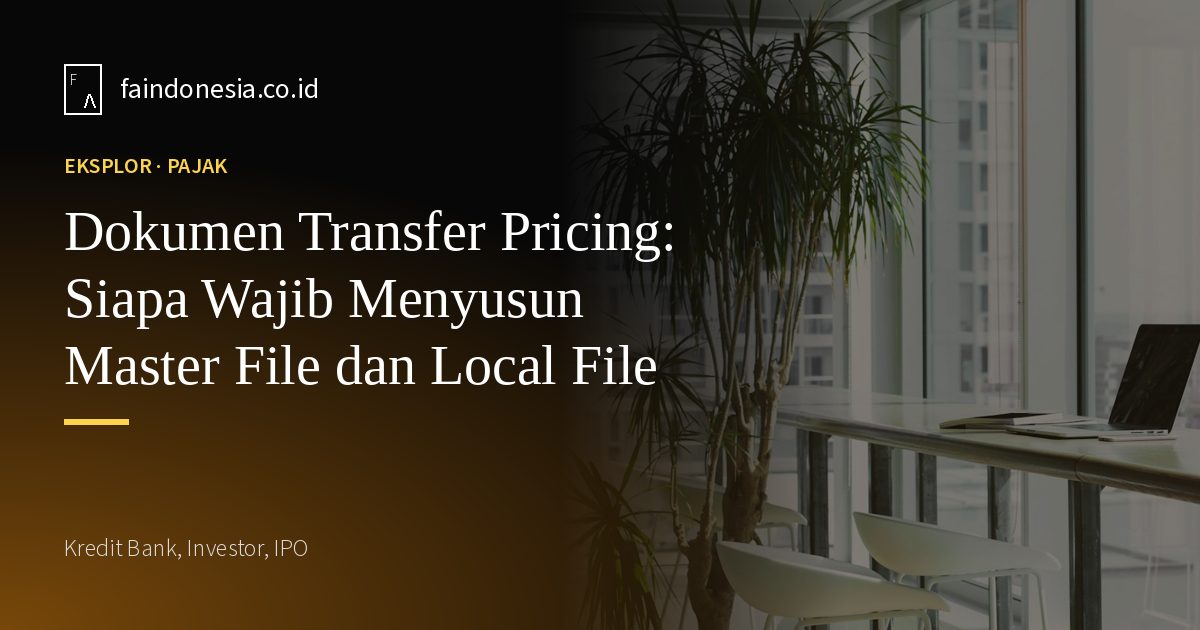 F
A
faindonesia.co.id
EKSPLOR · PAJAK
Dokumen Transfer Pricing:
Siapa Wajib Menyusun
Master File dan Local File
Kredit Bank, Investor, IPO